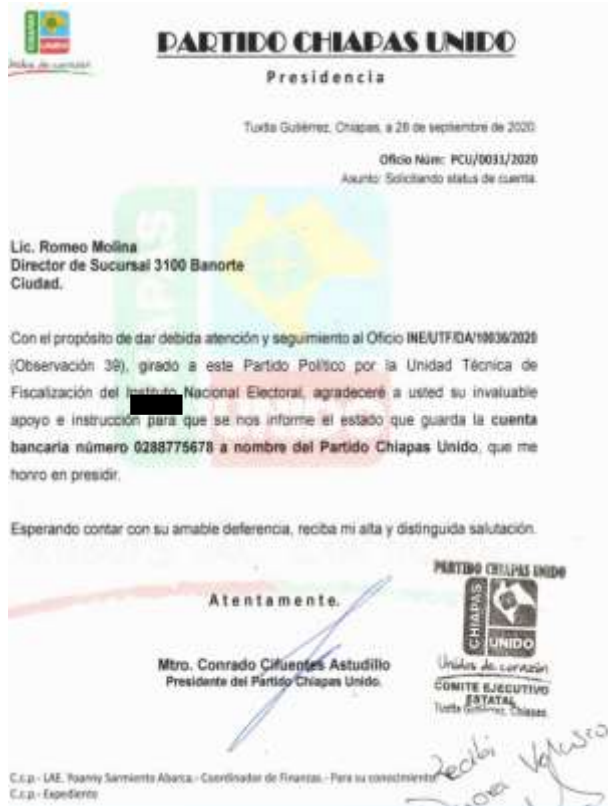 CHIAPAS
UNIDO
Unidos de corazón
PARTIDO CHIAPAS UNIDO
Presidencia
Tuxtla Gutiérrez, Chiapas, a 28 de septiembre de 2020.
Oficio Núm: PCU/0031/2020
Asunto: Solicitando status de cuenta.
Lic. Romeo Molina
Director de Sucursal 3100 Banorte
Ciudad.
Con el propósito de dar debida atención y seguimiento al Oficio INE/UTF/DA/10036/2020
(Observación 39), girado a este Partido Político por la Unidad Técnica de
Fiscalización del Instituto Nacional Electoral, agradeceré a usted su invaluable
apoyo e instrucción para que se nos informe el estado que guarda la cuenta
bancaria número 0288775678 a nombre del Partido Chiapas Unido, que me
honro en presidir.
Esperando contar con su amable deferencia, reciba mi alta y distinguida salutación.
Atentamente.
Mtro. Conrado Cifuentes Astudillo
Presidente del Partido Chiapas Unido.
PARTIDO CHIAPAS UNIDO
CHIAPAS
UNIDO
Unidos de corazón
COMITE EJECUTIVO
ESTATAL
Tuxtla Gutiérrez, Chiapas
Recibi
C.c.p.- LAE. Yoanny Sarmiento Abarca.- Coordinador de Finanzas.- Para su conocimiento
C.c.p.- Expediente